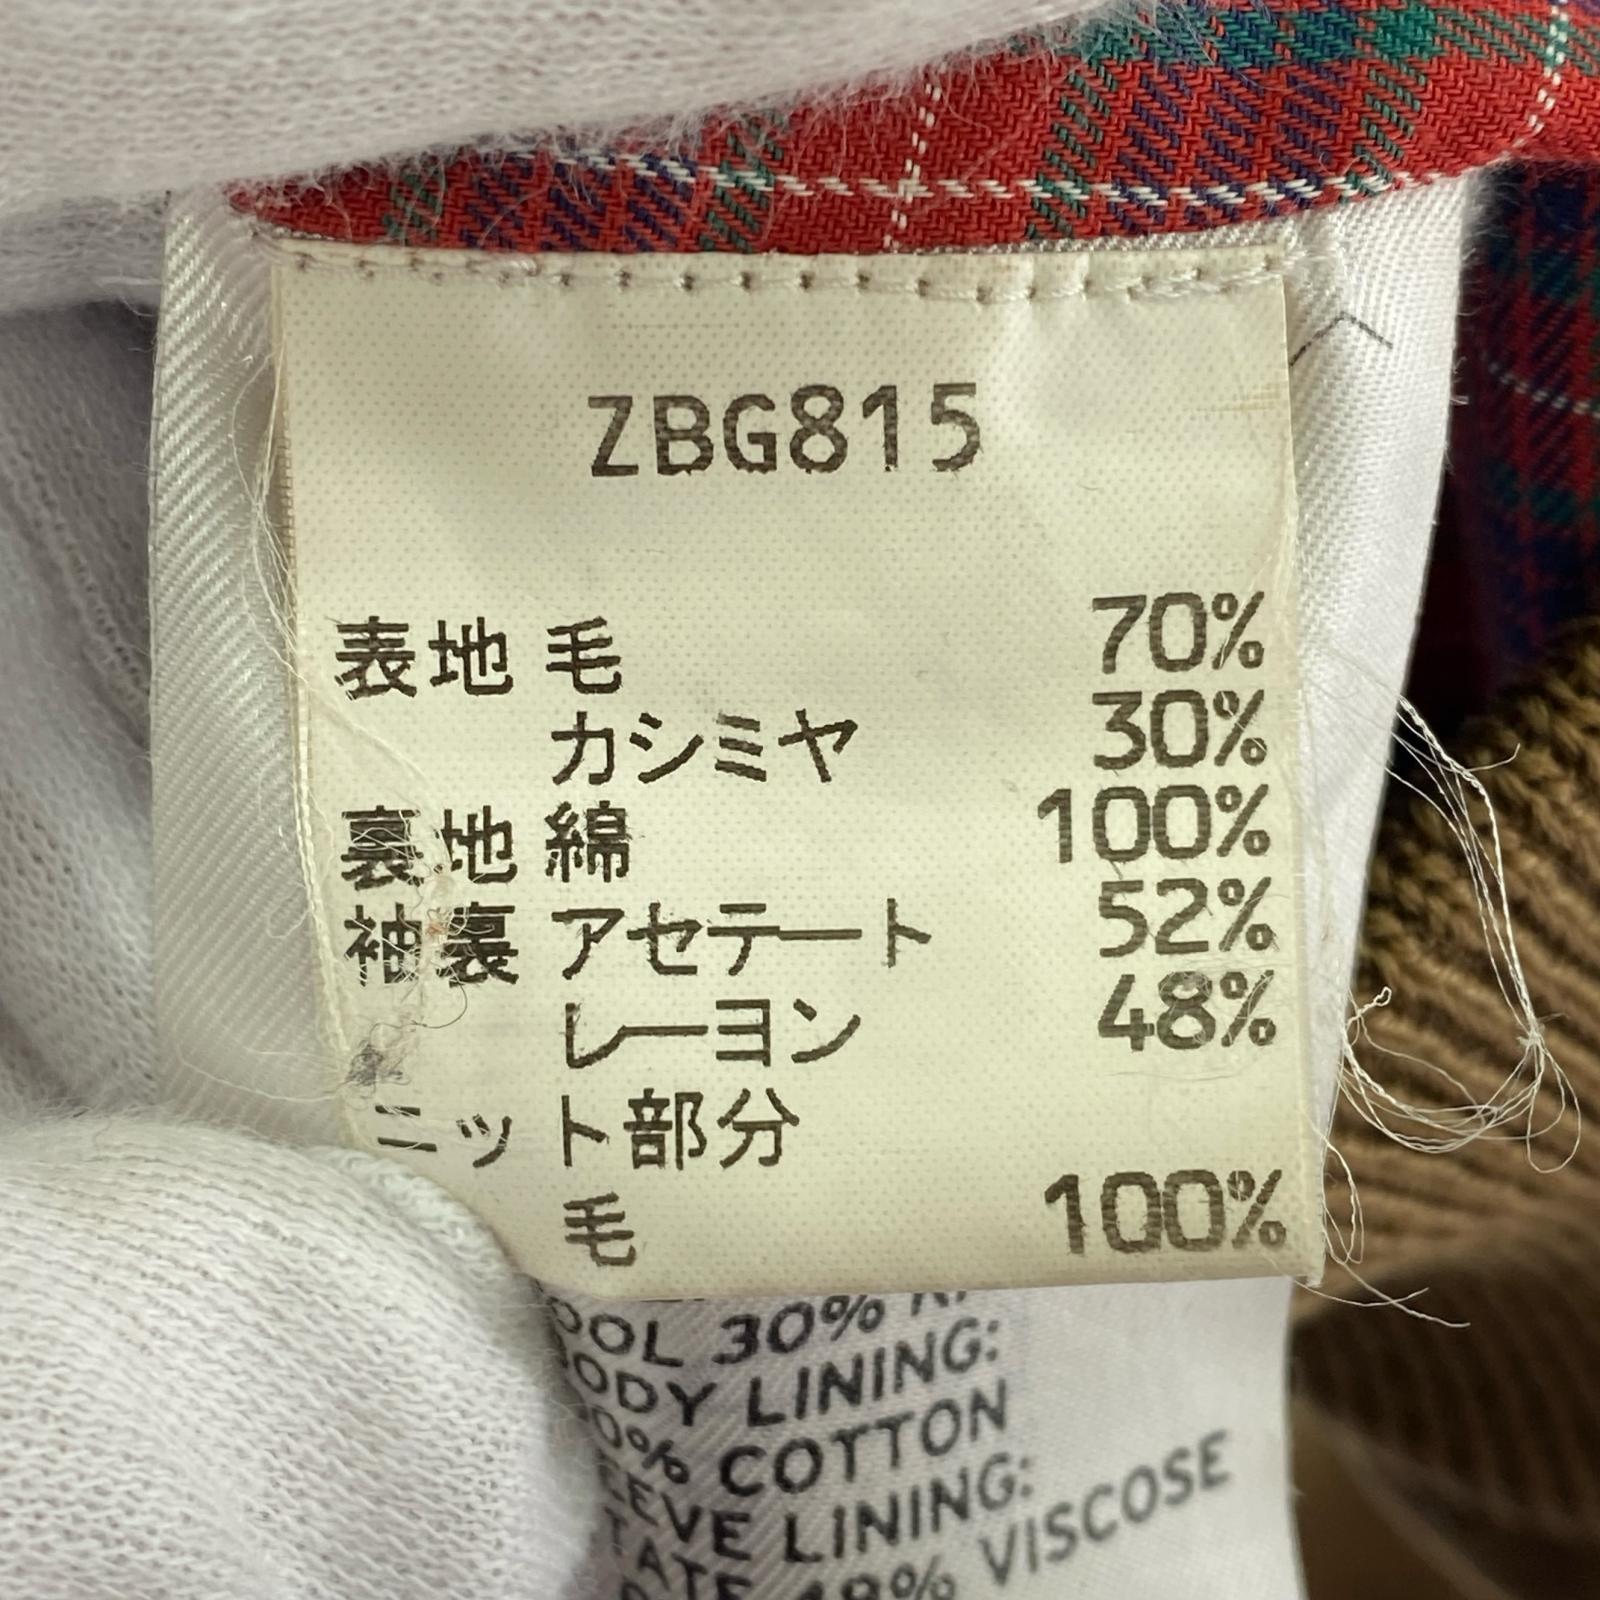 ZBG815
表地 毛 70%
カシミヤ 30%
裏地 綿 100%
袖裏 アセテート 52%
レーヨン 48%
ニット部分
毛 100%
30%
LINING:
COTTON
LINING:
48% VISCOSE